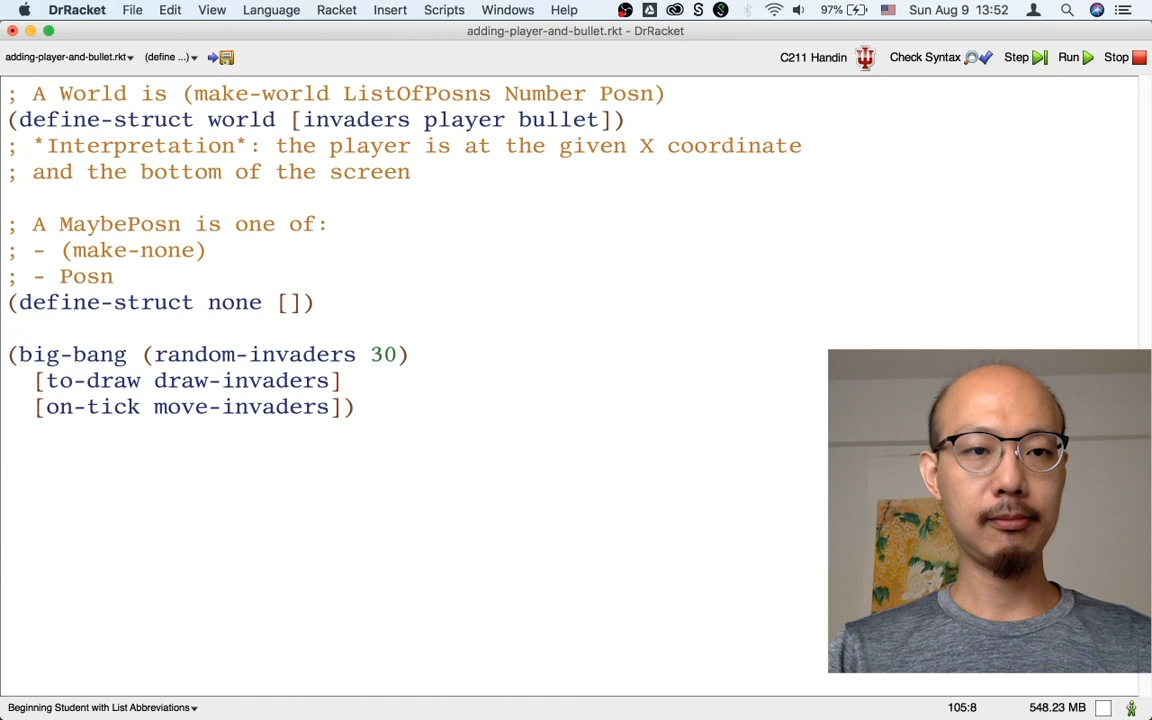 DrRacket File Edit View Language Racket Insert Scripts Windows Help S S 97% Sun Aug 9 13:52
adding-player-and-bullet.rkt - DrRacket
adding-player-and-bullet.rkt▾ (define ...)▾ C211 Handin Check Syntax Step Run Stop
; A World is (make-world ListOfPosns Number Posn)
(define-struct world [invaders player bullet])
; *Interpretation*: the player is at the given X coordinate
; and the bottom of the screen
; A MaybePosn is one of:
; - (make-none)
; - Posn
(define-struct none [])
(big-bang (random-invaders 30)
[to-draw draw-invaders]
[on-tick move-invaders])
Beginning Student with List Abbreviations▾ 105:8 548.23 MB